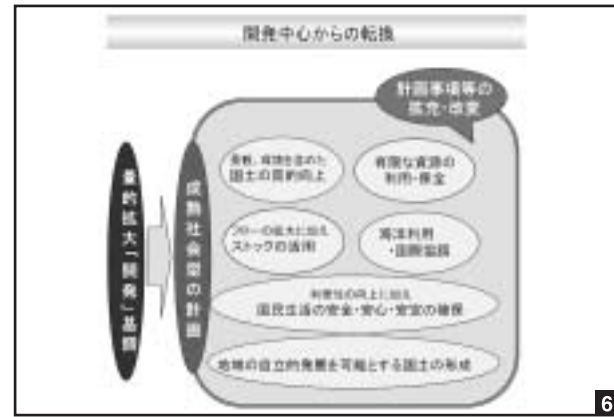 開発中心からの転換
計画事項等の
拡充・改変
量的拡大「開発」基調
成熟社会型の計画
景観、環境を含めた
国土の質的向上
有限な資源の
利用・保全
フローの拡大に加え
ストックの活用
海洋利用
・国際協調
利便性の向上に加え
国民生活の安全・安心・安定の確保
地域の自立的発展を可能とする国土の形成
6